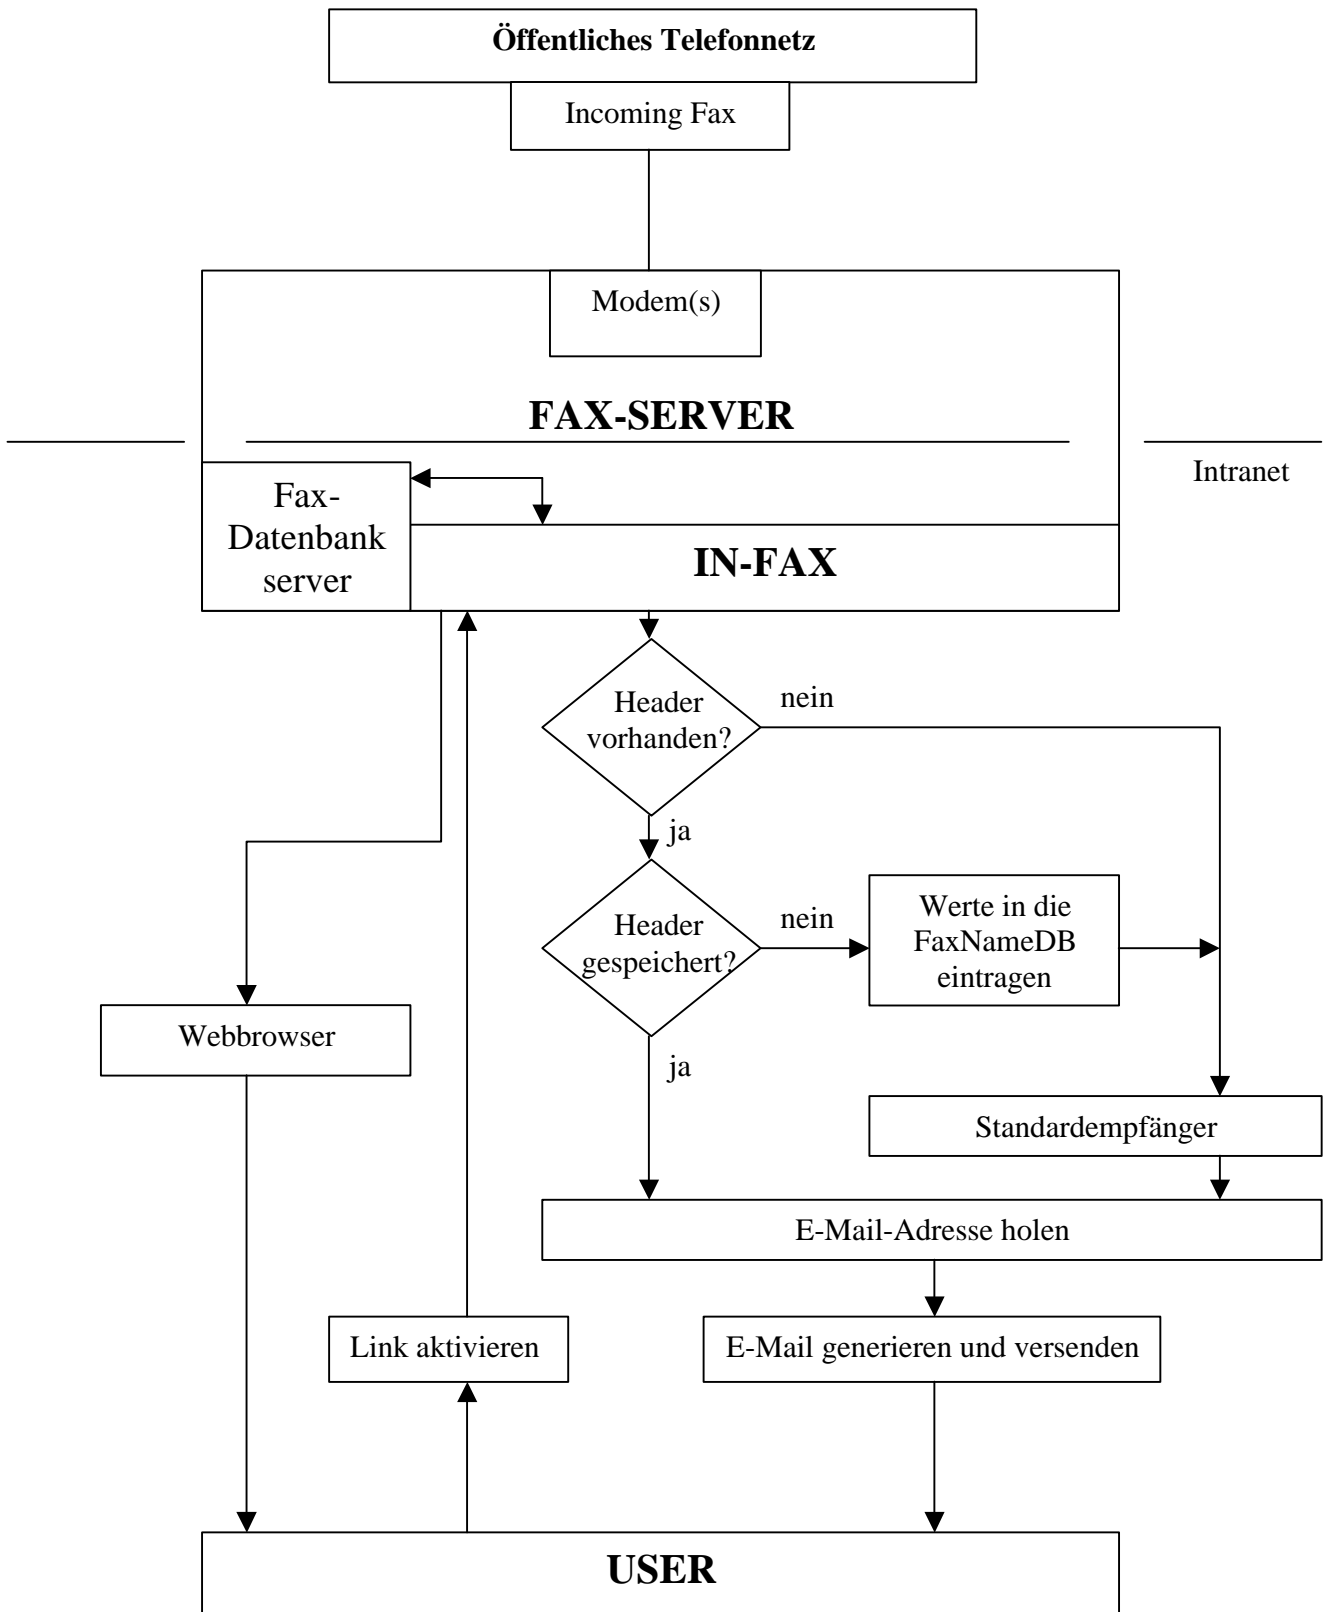 Öffentliches Telefonnetz
Incoming Fax
Modem(s)
FAX-SERVER
Intranet
Fax-
Datenbank
server
IN-FAX
Header
vorhanden?
nein
ja
Header
gespeichert?
nein
Werte in die
FaxNameDB
eintragen
Webbrowser
ja
Standardempfänger
E-Mail-Adresse holen
Link aktivieren
E-Mail generieren und versenden
USER